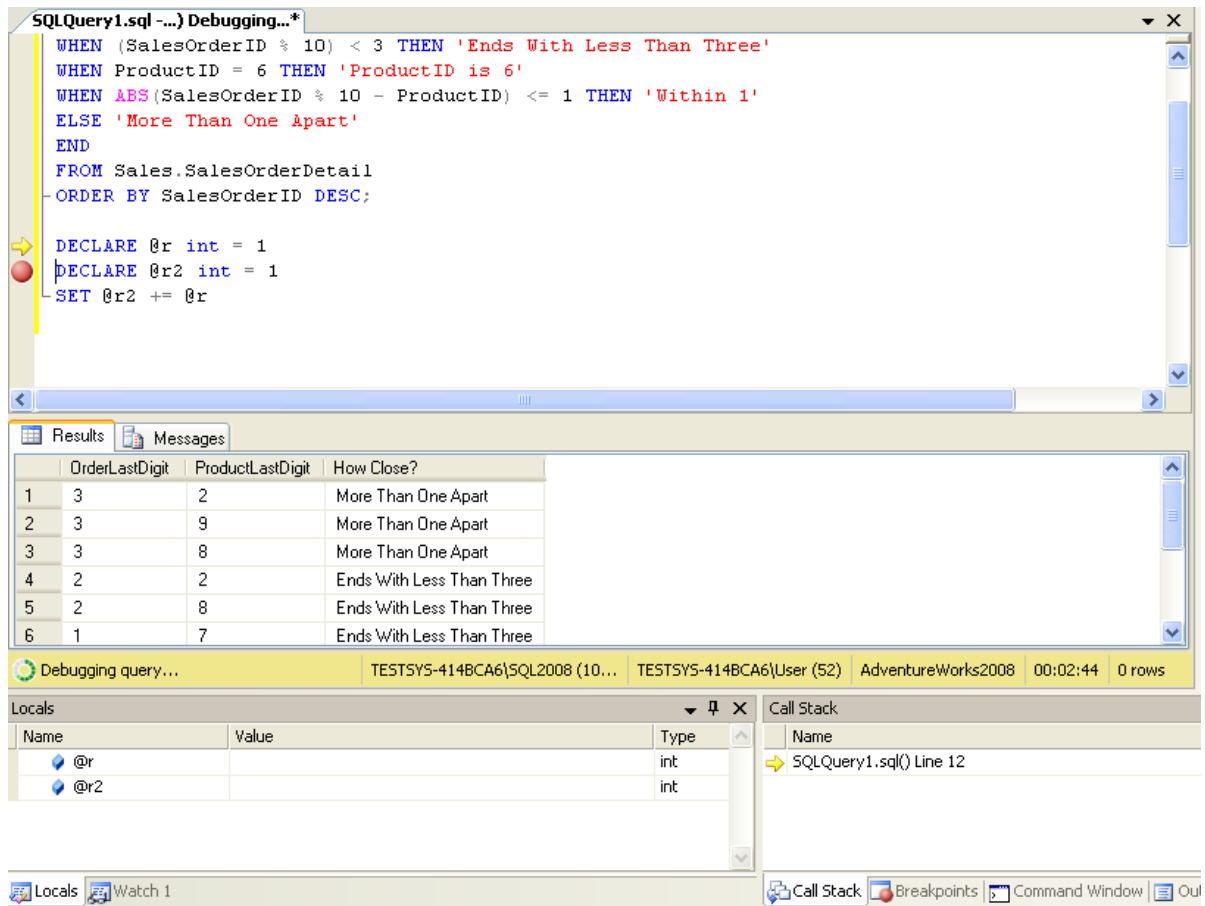 SQLQuery1.sql -...) Debugging...*
WHEN (SalesOrderID % 10) < 3 THEN 'Ends With Less Than Three'
WHEN ProductID = 6 THEN 'ProductID is 6'
WHEN ABS(SalesOrderID % 10 - ProductID) <= 1 THEN 'Within 1'
ELSE 'More Than One Apart'
END
FROM Sales.SalesOrderDetail
ORDER BY SalesOrderID DESC;
DECLARE @r int = 1
DECLARE @r2 int = 1
SET @r2 += @r
Results Messages
OrderLastDigit ProductLastDigit How Close?
1 3 2 More Than One Apart
2 3 9 More Than One Apart
3 3 8 More Than One Apart
4 2 2 Ends With Less Than Three
5 2 8 Ends With Less Than Three
6 1 7 Ends With Less Than Three
Debugging query... TESTSYS-414BCA6\SQL2008 (10... TESTSYS-414BCA6\User (52) AdventureWorks2008 00:02:44 0 rows
Locals
Name Value Type
@r int
@r2 int
Locals Watch 1
Call Stack
Name
SQLQuery1.sql() Line 12
Call Stack Breakpoints Command Window Ou